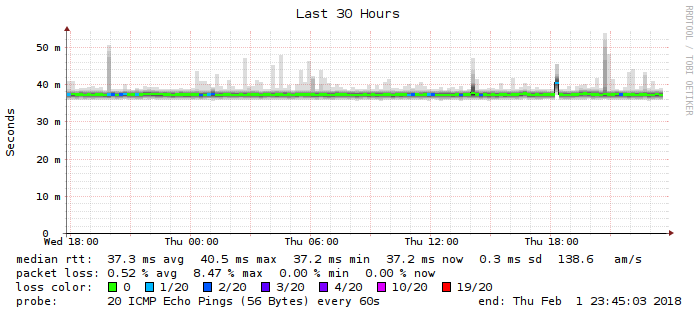 Last 30 Hours
RRDTOOL / TOBI OETIKER
Seconds
50 m
40 m
30 m
20 m
10 m
0
Wed 18:00 Thu 00:00 Thu 06:00 Thu 12:00 Thu 18:00
median rtt: 37.3 ms avg 40.5 ms max 37.2 ms min 37.2 ms now 0.3 ms sd 138.6 am/s
packet loss: 0.52 % avg 8.47 % max 0.00 % min 0.00 % now
loss color: 0 1/20 2/20 3/20 4/20 10/20 19/20
probe: 20 ICMP Echo Pings (56 Bytes) every 60s end: Thu Feb 1 23:45:03 2018